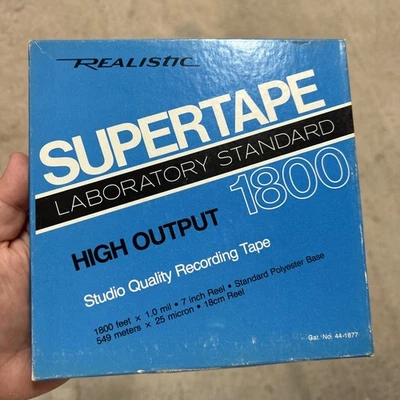 REALISTIC
SUPERTAPE
LABORATORY STANDARD
1800
HIGH OUTPUT
Studio Quality Recording Tape
1800 feet × 1.0 mil • 7 inch Reel • Standard Polyester Base
549 meters × 25 micron • 18cm Reel
Cat. No. 44-1877